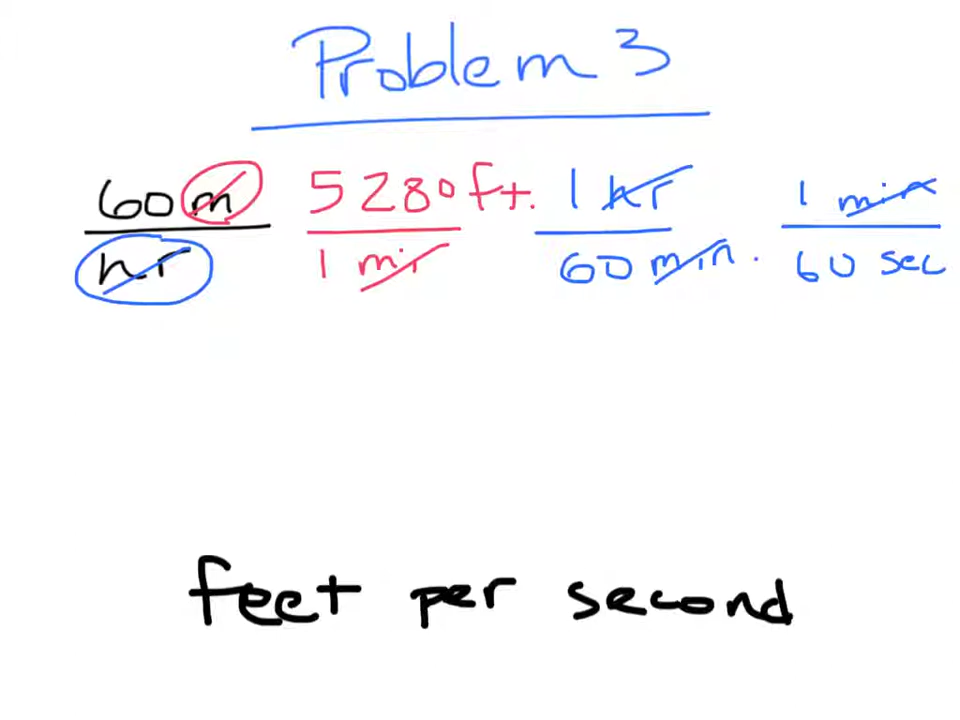 Problem 3
60 m 5280 ft. 1 hr 1 min
hr 1 mi 60 min . 60 sec
feet per second